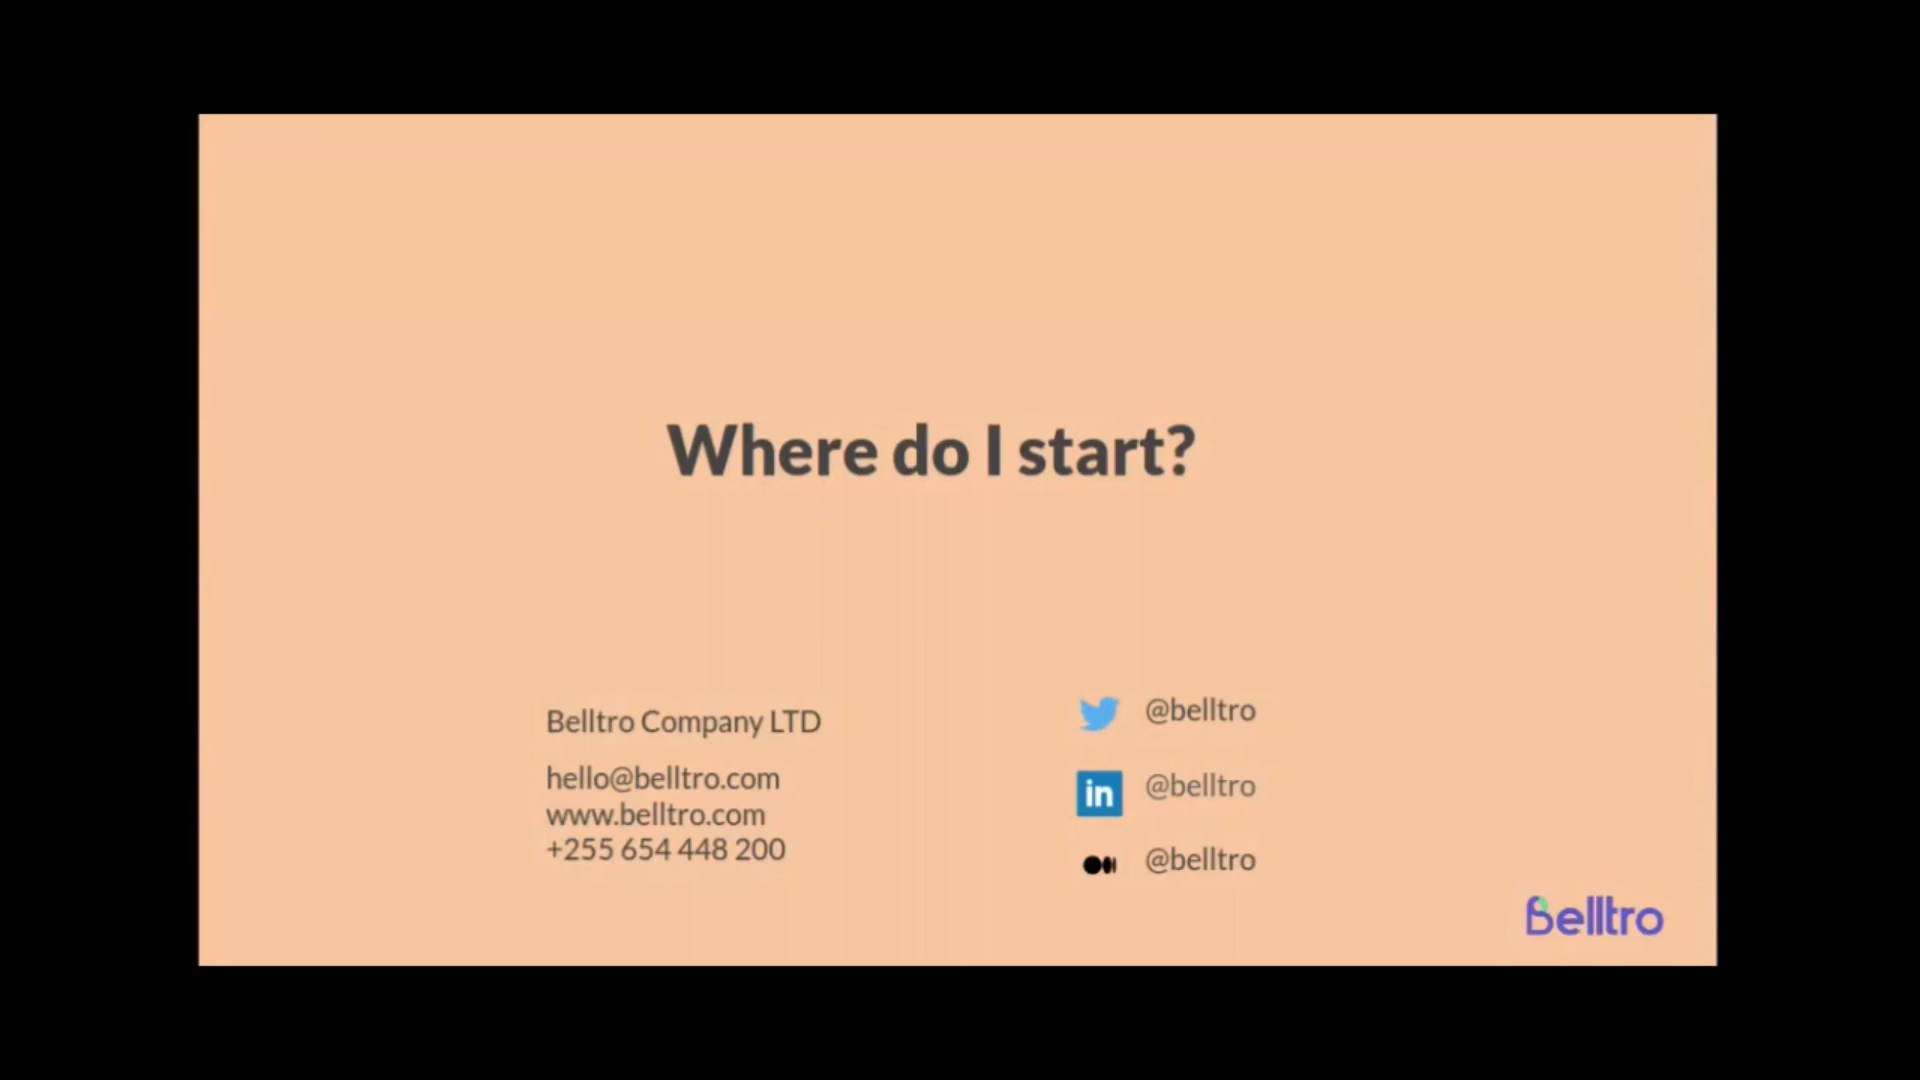 Where do I start?
Belltro Company LTD
hello@belltro.com
www.belltro.com
+255 654 448 200
@belltro
in @belltro
@belltro
Belltro